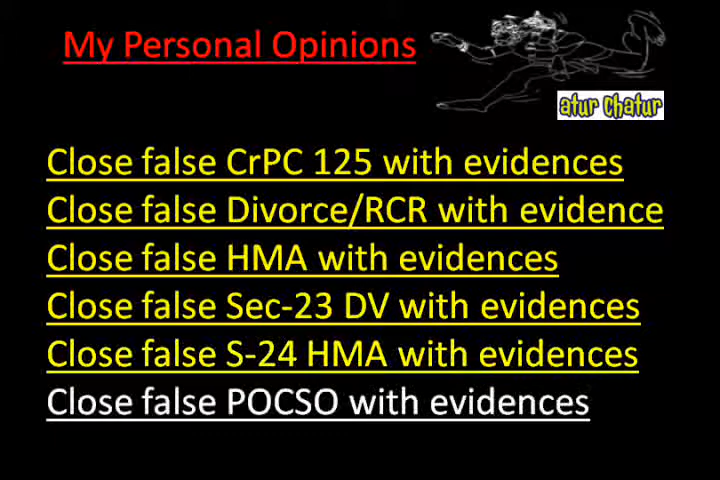 My Personal Opinions
atur chatur
Close false CrPC 125 with evidences
Close false Divorce/RCR with evidence
Close false HMA with evidences
Close false Sec-23 DV with evidences
Close false S-24 HMA with evidences
Close false POCSO with evidences